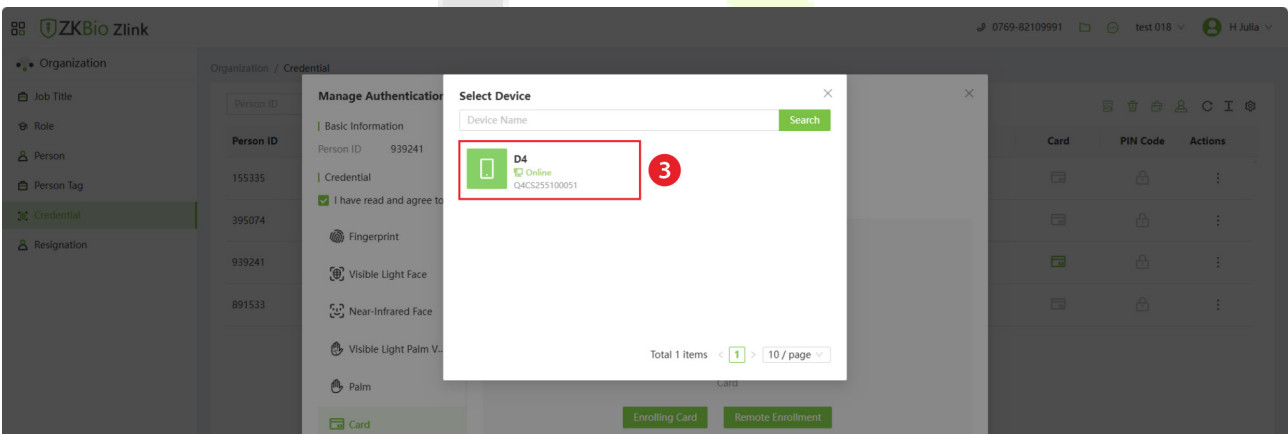 ZKBio Zlink
0769-82109991 test 018 H Julia
Organization
Job Title
Role
Person
Person Tag
Credential
Resignation
Organization / Credential
Person ID
Person ID Card PIN Code Actions
155335
395074
939241
891533
Manage Authentication
Basic Information
Person ID 939241
Credential
I have read and agree to
Fingerprint
Visible Light Face
Near-Infrared Face
Visible Light Palm V...
Palm
Card
Select Device
Device Name Search
D4
Online
Q4CS255100051
3
Total 1 items < 1 > 10 / page
Card
Enrolling Card Remote Enrollment